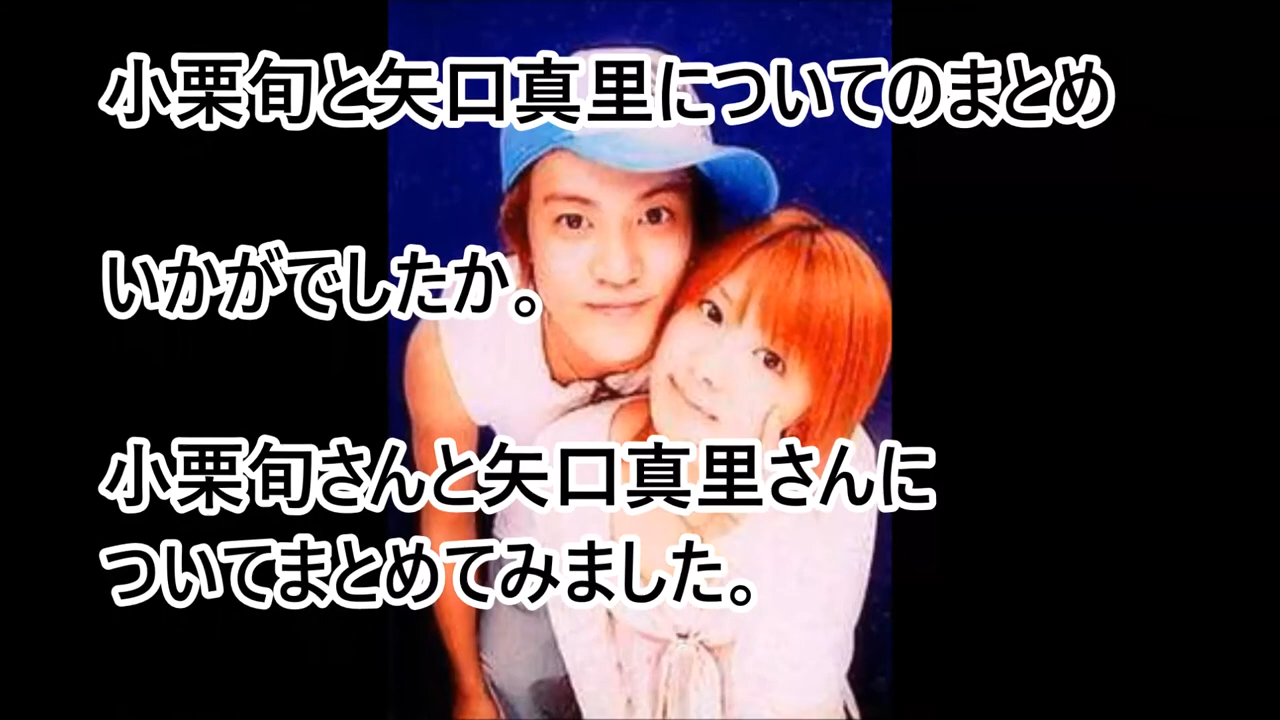 小栗旬と矢口真里についてのまとめ
いかがでしたか。
小栗旬さんと矢口真里さんに
ついてまとめてみました。